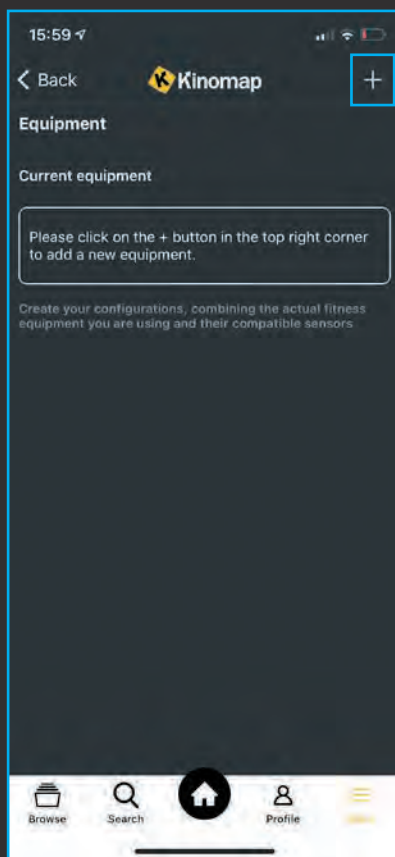 15:59
Back
Kinomap
+
Equipment
Current equipment
Please click on the + button in the top right corner
to add a new equipment.
Create your configurations, combining the actual fitness
equipment you are using and their compatible sensors
Browse
Search
Profile